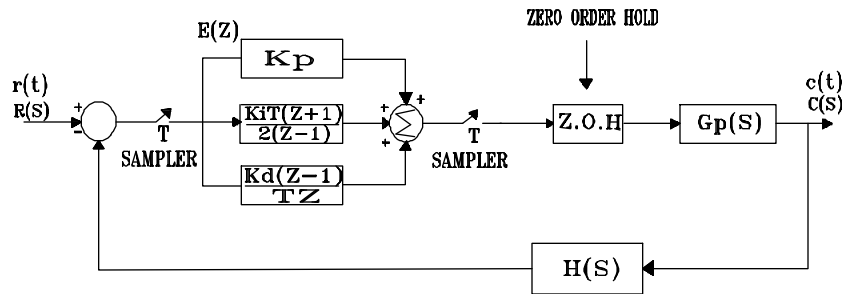 ZERO ORDER HOLD
E(Z)
Kp
r(t)
R(S)
+
-
T
SAMPLER
KiT(Z+1)
2(Z-1)
Kd(Z-1)
TZ
+
+
+
+
Σ
T
SAMPLER
Z.O.H
Gp(S)
c(t)
C(S)
H(S)